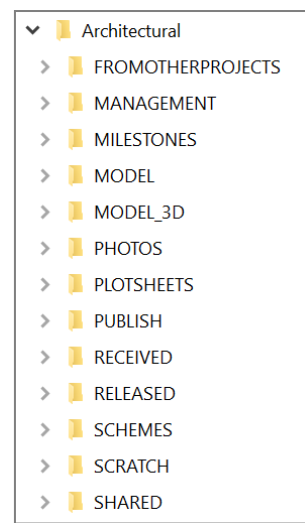 Architectural
FROMOTHERPROJECTS
MANAGEMENT
MILESTONES
MODEL
MODEL_3D
PHOTOS
PLOTSHEETS
PUBLISH
RECEIVED
RELEASED
SCHEMES
SCRATCH
SHARED